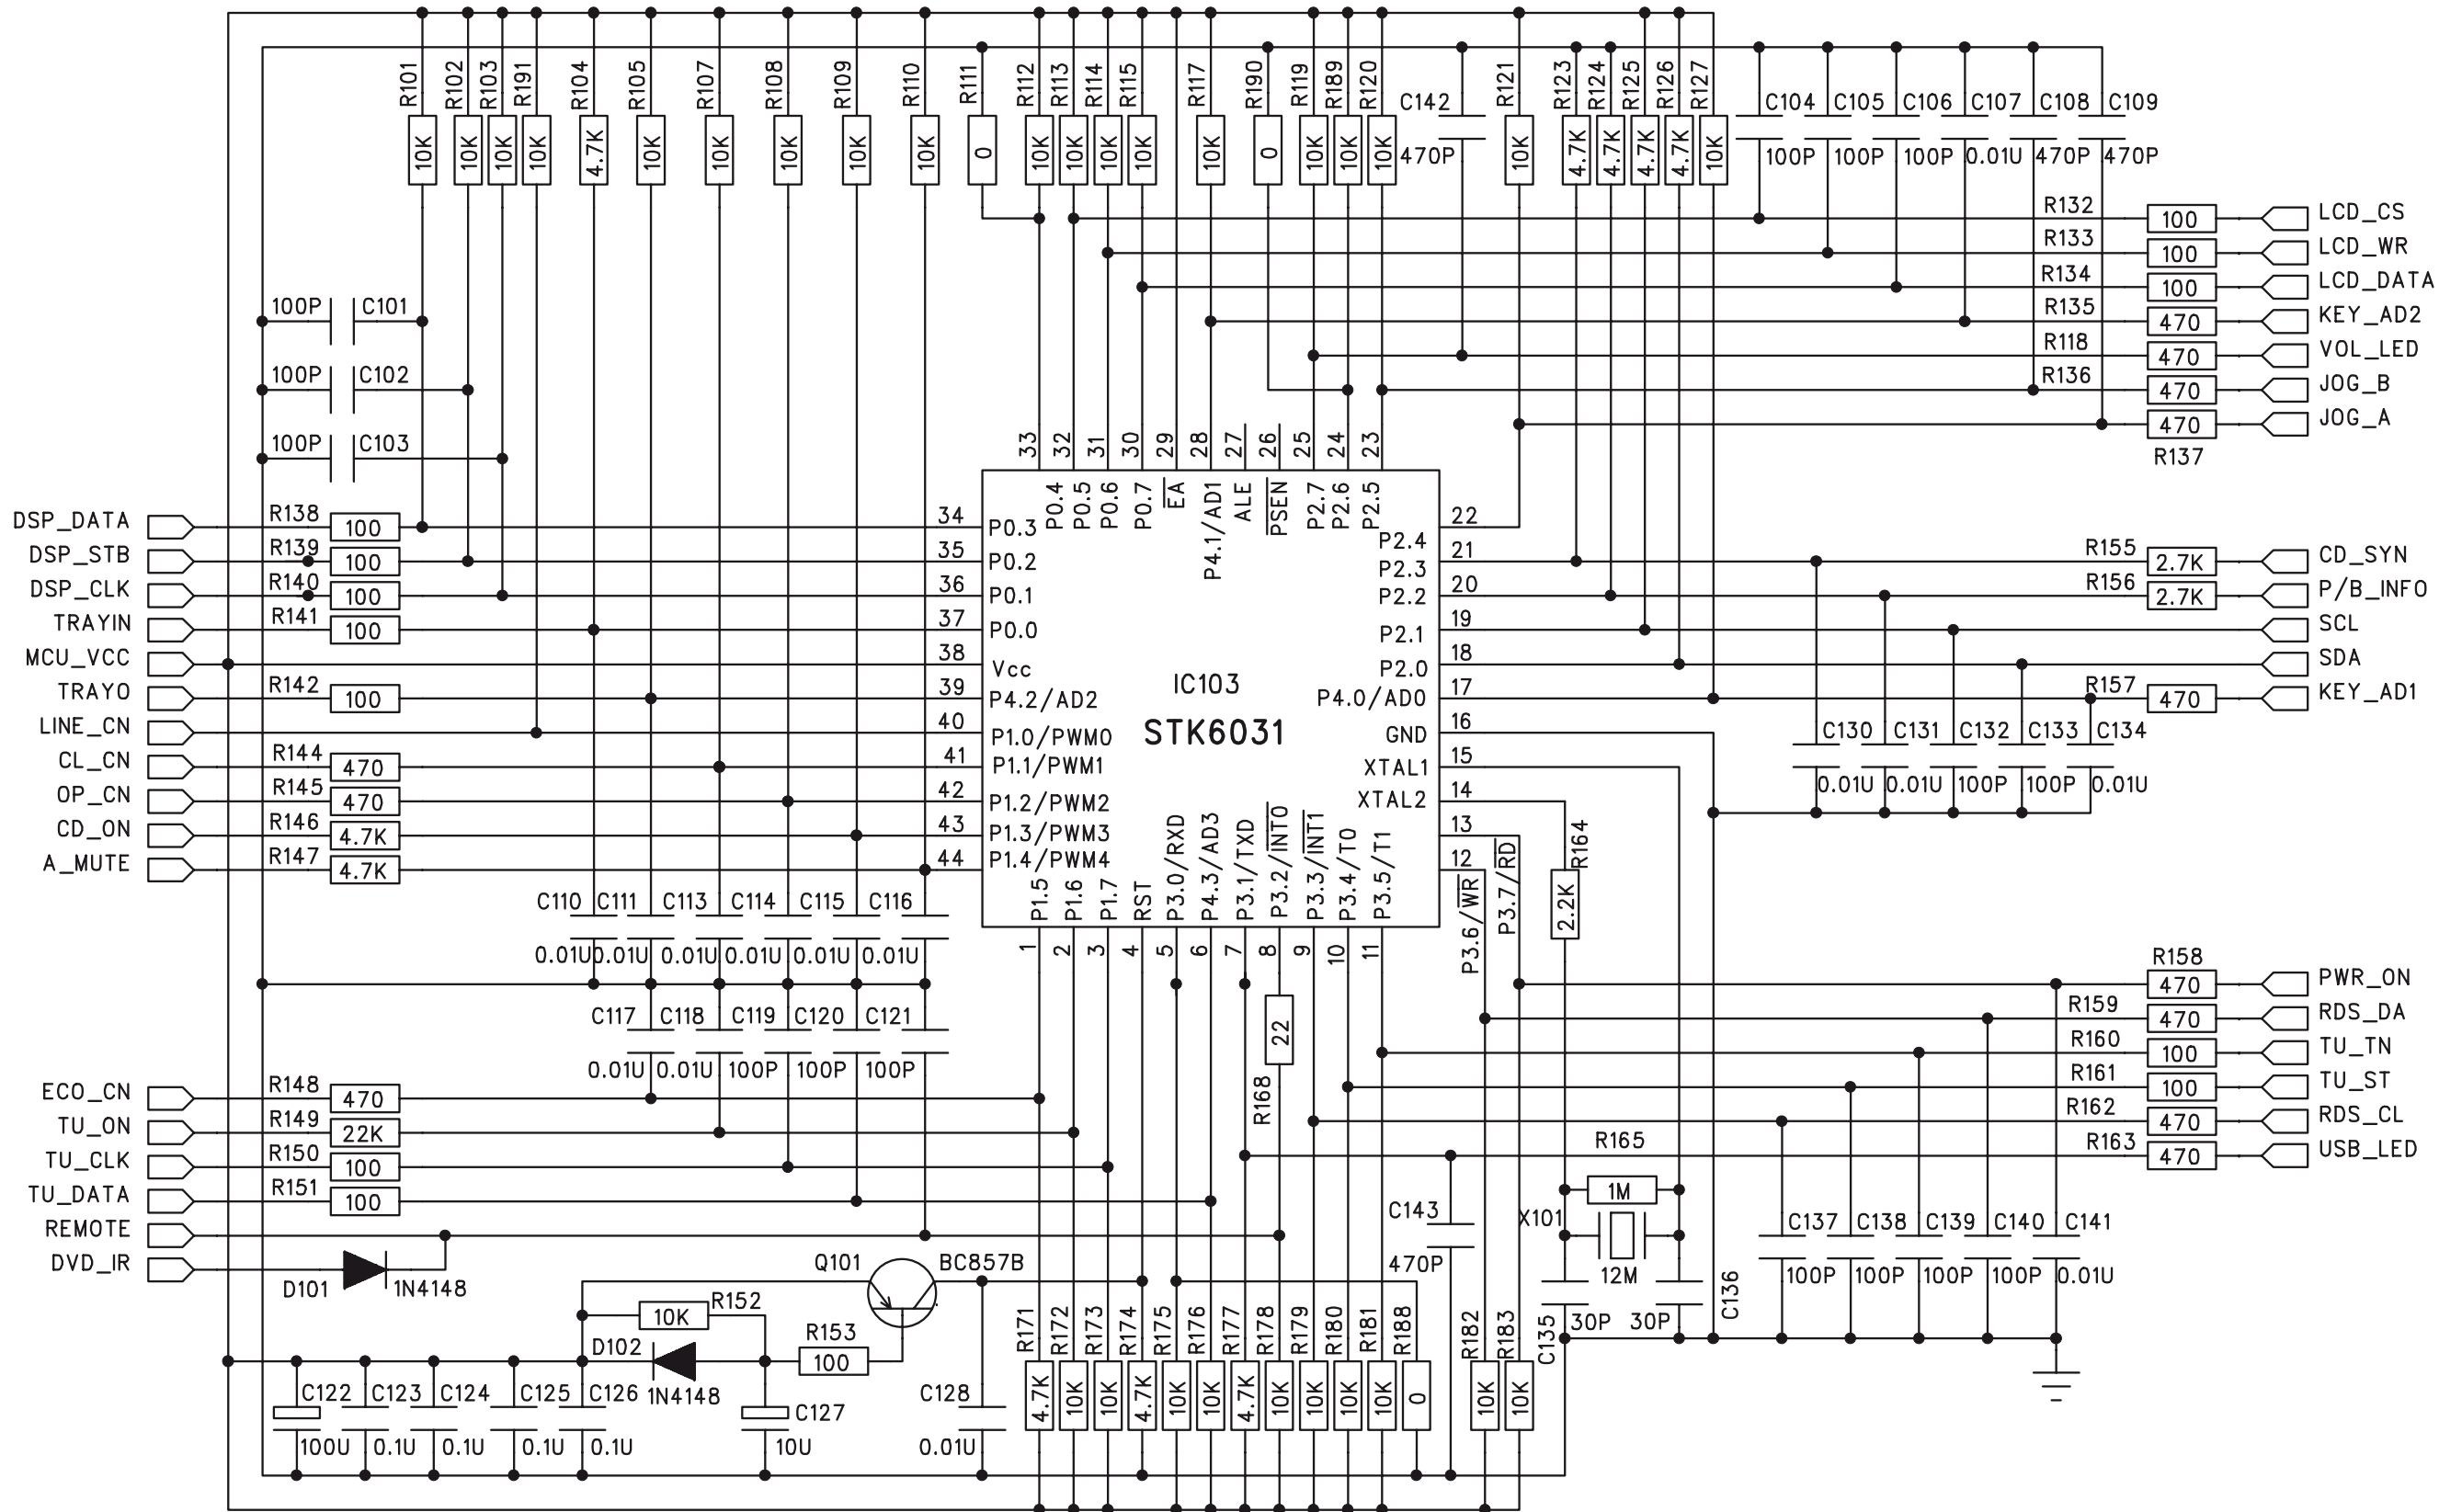 R101 R102 R103 R191 R104 R105 R107 R108 R109 R110 R111 R112 R113 R114 R115 R117 R190 R119 R189 R120 R121 R123 R124 R125 R126 R127
C142 C104 C105 C106 C107 C108 C109
10K 10K 10K 10K 4.7K 10K 10K 10K 10K 10K 0 10K 10K 10K 10K 10K 0 10K 10K 10K 10K 4.7K 4.7K 4.7K 4.7K 10K
470P 100P 100P 100P 0.01U 470P 470P
R132 100 LCD_CS
R133 100 LCD_WR
R134 100 LCD_DATA
100P C101
R135 470 KEY_AD2
R118 470 VOL_LED
100P C102
R136 470 JOG_B
470 JOG_A
100P C103
R137
33 32 31 30 29 28 27 26 25 24 23
P0.4 P0.5 P0.6 P0.7 EA P4.1/AD1 ALE PSEN P2.7 P2.6 P2.5
DSP_DATA R138 100 34 P0.3
DSP_STB R139 100 35 P0.2
DSP_CLK R140 100 36 P0.1
TRAYIN R141 100 37 P0.0
MCU_VCC 38 Vcc
TRAYO R142 100 39 P4.2/AD2
LINE_CN 40 P1.0/PWM0
CL_CN R144 470 41 P1.1/PWM1
OP_CN R145 470 42 P1.2/PWM2
CD_ON R146 4.7K 43 P1.3/PWM3
A_MUTE R147 4.7K 44 P1.4/PWM4
IC103
STK6031
P2.4 22
P2.3 21 R155 2.7K CD_SYN
P2.2 20 R156 2.7K P/B_INFO
P2.1 19 SCL
P2.0 18 SDA
P4.0/AD0 17 R157 470 KEY_AD1
GND 16
XTAL1 15
XTAL2 14
13 P3.7/RD
12 P3.6/WR
C130 C131 C132 C133 C134
0.01U 0.01U 100P 100P 0.01U
R164 2.2K
P1.5 P1.6 P1.7 RST P3.0/RXD P4.3/AD3 P3.1/TXD P3.2/INT0 P3.3/INT1 P3.4/T0 P3.5/T1
1 2 3 4 5 6 7 8 9 10 11
C110 C111 C113 C114 C115 C116
0.01U 0.01U 0.01U 0.01U 0.01U 0.01U
C117 C118 C119 C120 C121
0.01U 0.01U 100P 100P 100P
R168 22
R158 470 PWR_ON
R159 470 RDS_DA
R160 100 TU_TN
R161 100 TU_ST
R162 470 RDS_CL
R163 470 USB_LED
ECO_CN R148 470
TU_ON R149 22K
TU_CLK R150 100
TU_DATA R151 100
REMOTE
DVD_IR
D101 1N4148
R165
1M
X101
12M
C143
470P
C137 C138 C139 C140 C141
100P 100P 100P 100P 0.01U
C135 30P 30P C136
Q101 BC857B
10K R152
D102 1N4148
R153 100
C122 C123 C124 C125 C126 C127 C128
100U 0.1U 0.1U 0.1U 0.1U 10U 0.01U
R171 R172 R173 R174 R175 R176 R177 R178 R179 R180 R181 R188 R182 R183
4.7K 10K 10K 4.7K 10K 10K 4.7K 10K 10K 10K 10K 0 10K 10K